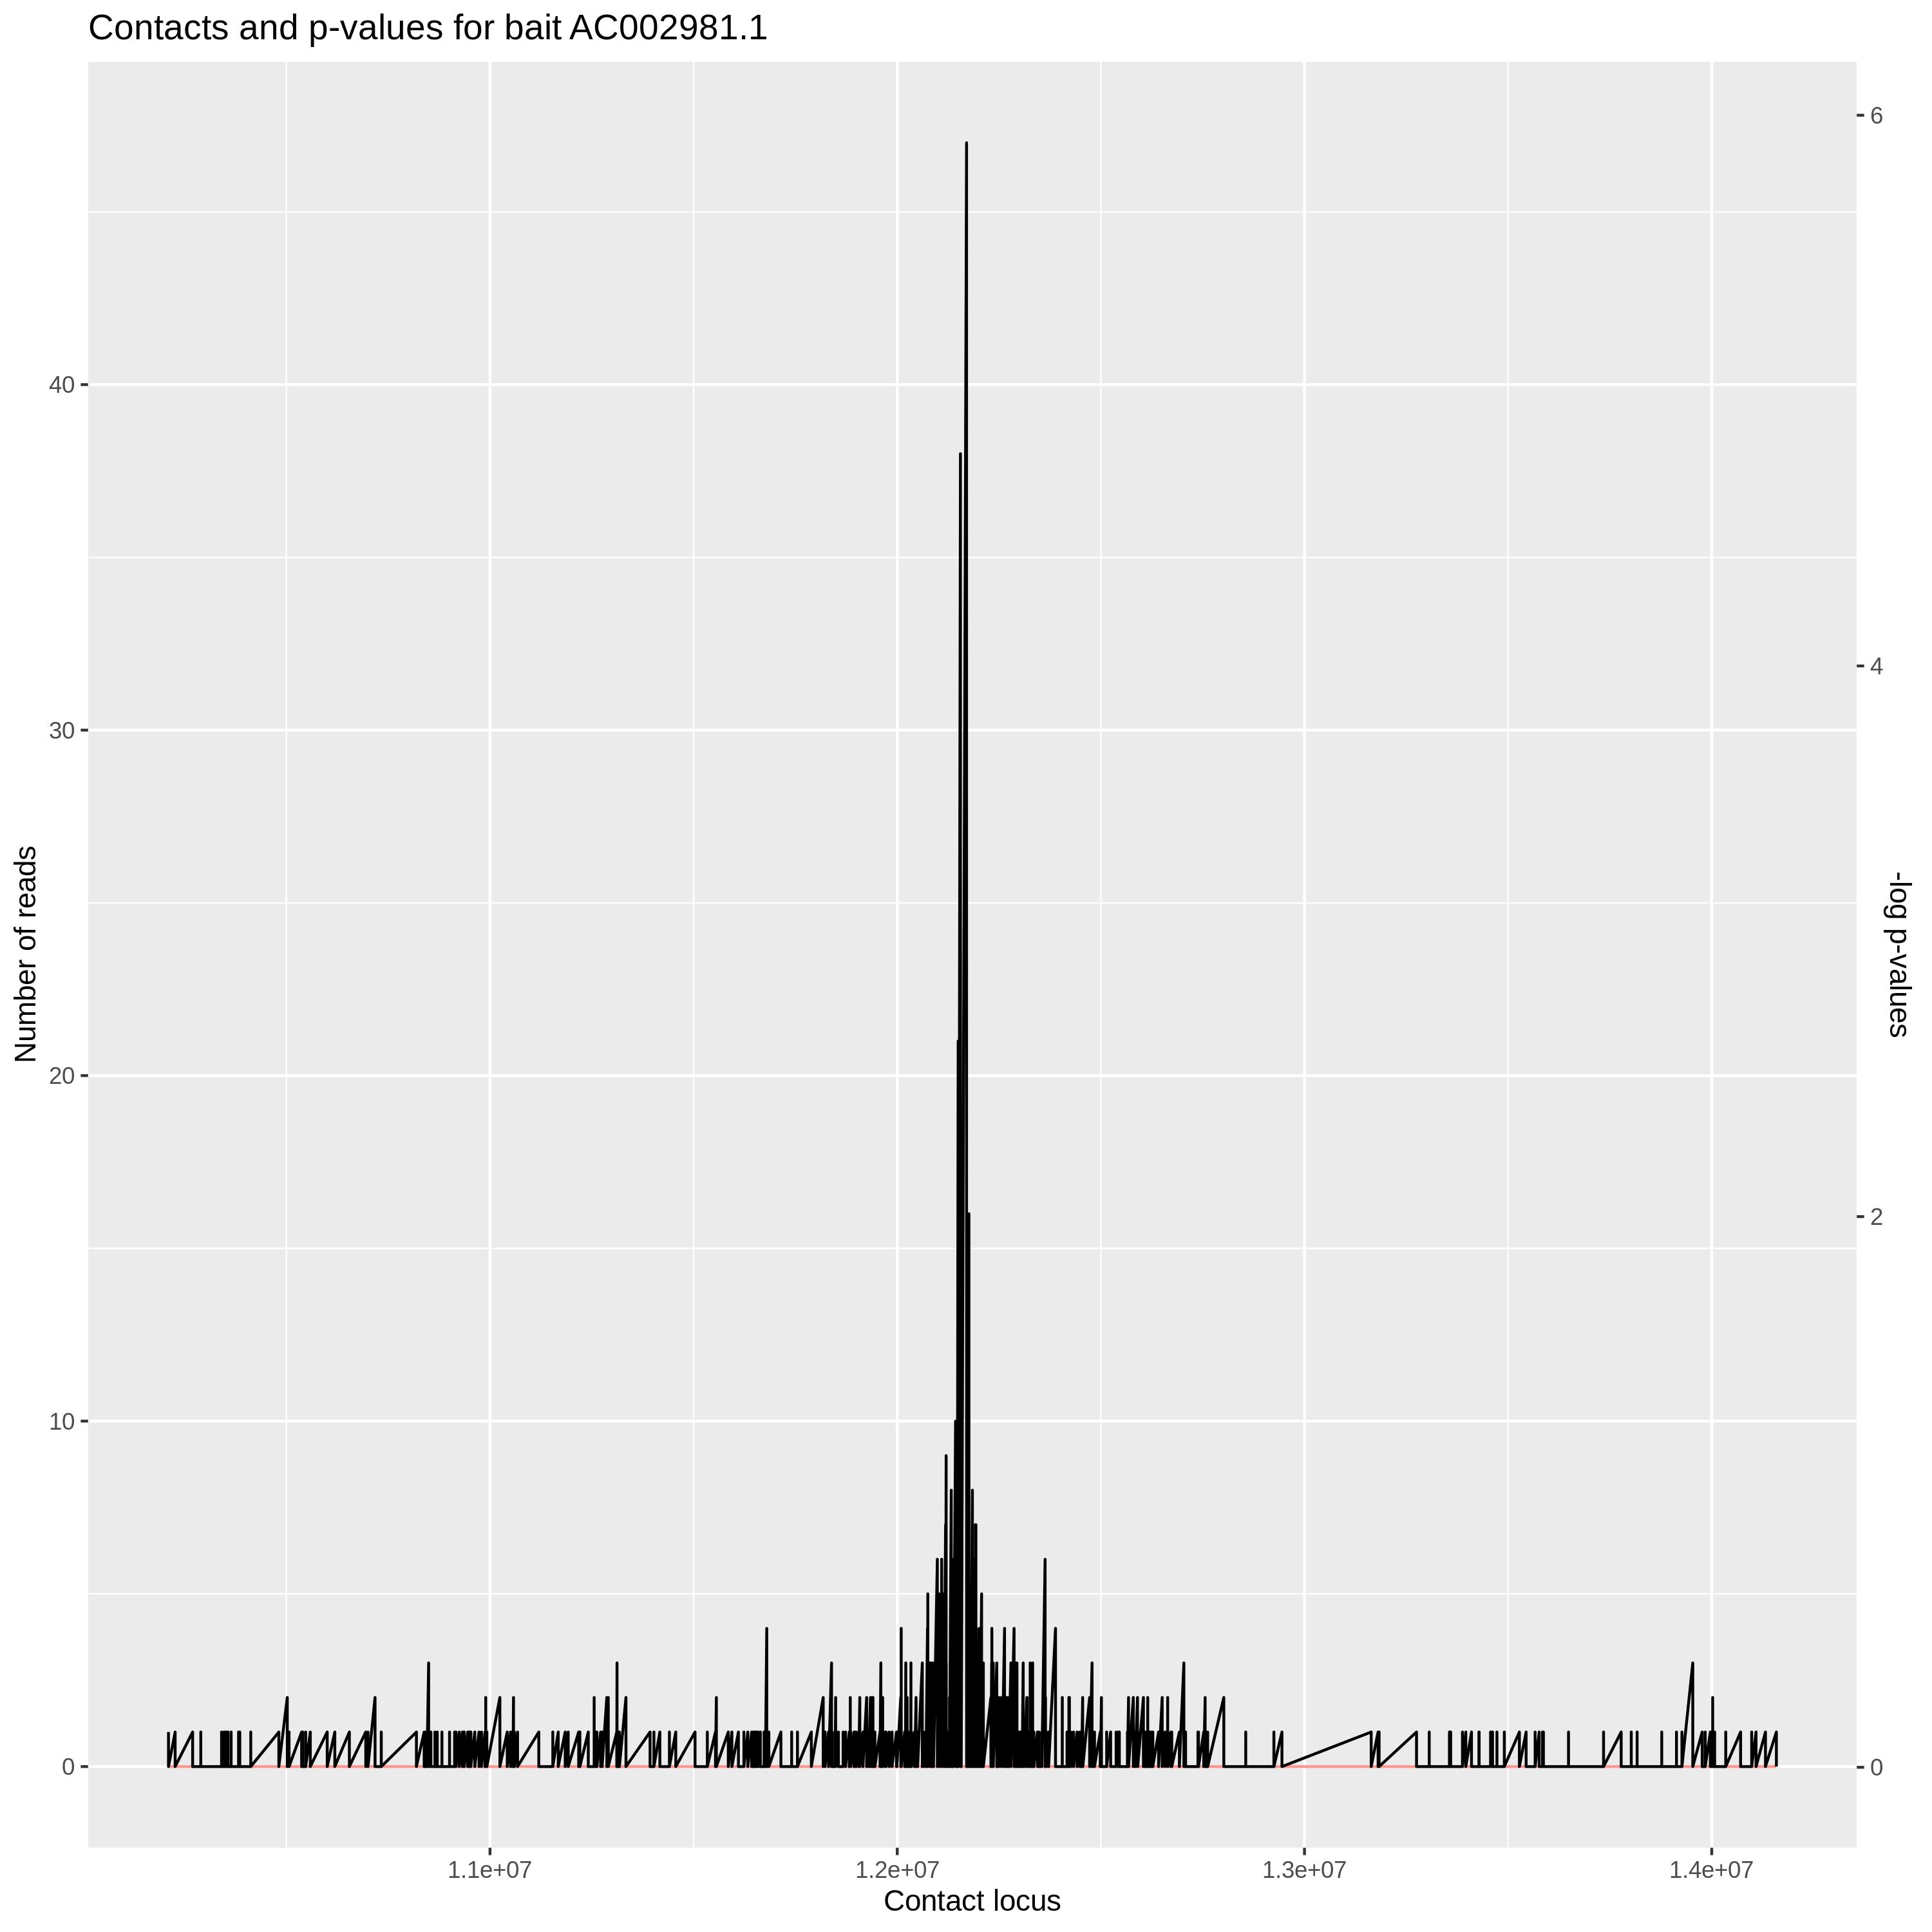 Contacts and p-values for bait AC002981.1
Number of reads
40
30
20
10
0
6
4
2
0
-log p-values
1.1e+07
1.2e+07
1.3e+07
1.4e+07
Contact locus